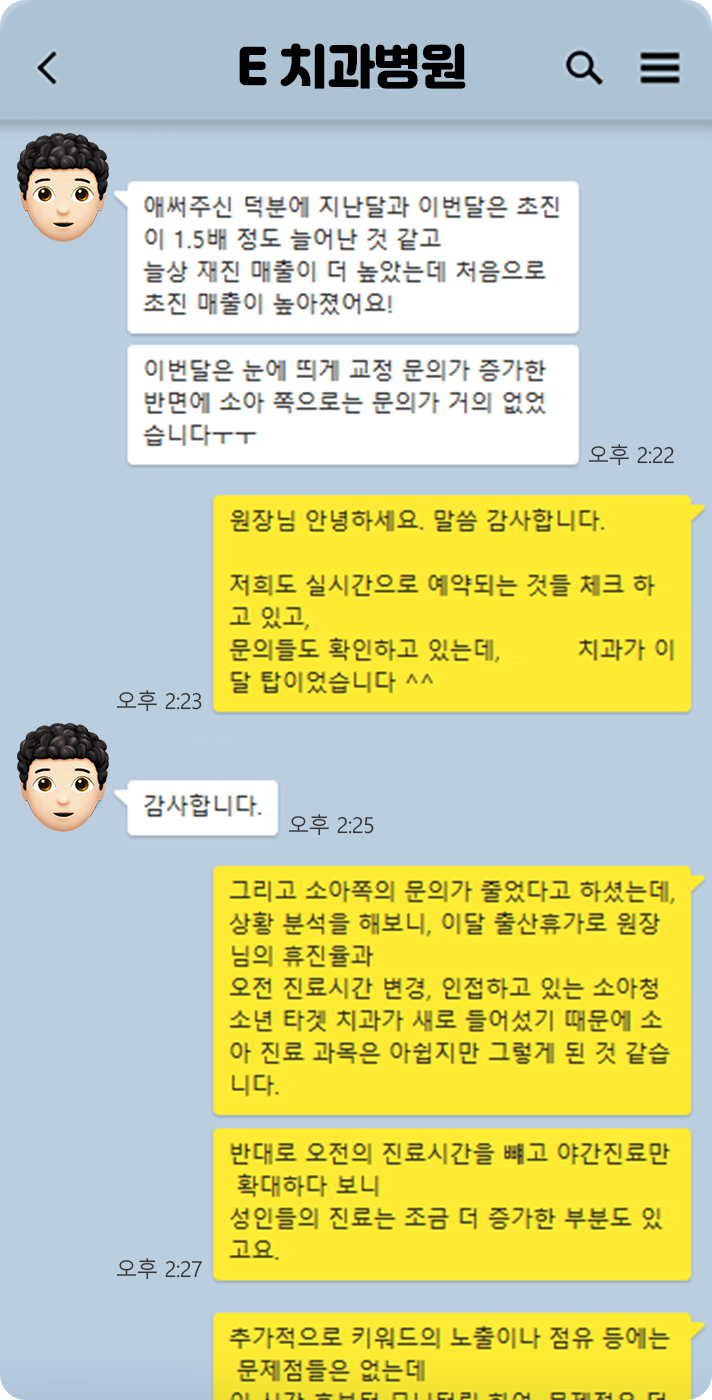 E 치과병원
애써주신 덕분에 지난달과 이번달은 초진
이 1.5배 정도 늘어난 것 같고
늘상 재진 매출이 더 높았는데 처음으로
초진 매출이 높아졌어요!
이번달은 눈에 띄게 교정 문의가 증가한
반면에 소아 쪽으로는 문의가 거의 없었
습니다ㅜㅜ
오후 2:22
원장님 안녕하세요. 말씀 감사합니다.
저희도 실시간으로 예약되는 것들 체크 하
고 있고,
문의들도 확인하고 있는데, 치과가 이
달 탑이었습니다 ^^
오후 2:23
감사합니다.
오후 2:25
그리고 소아쪽의 문의가 줄었다고 하셨는데,
상황 분석을 해보니, 이달 출산휴가로 원장
님의 휴진율과
오전 진료시간 변경, 인접하고 있는 소아청
소년 타겟 치과가 새로 들어섰기 때문에 소
아 진료 과목은 아쉽지만 그렇게 된 것 같습
니다.
반대로 오전의 진료시간을 뺴고 야간진료만
확대하다 보니
성인들의 진료는 조금 더 증가한 부분도 있
고요.
오후 2:27
추가적으로 키워드의 노출이나 점유 등에는
문제점들은 없는데